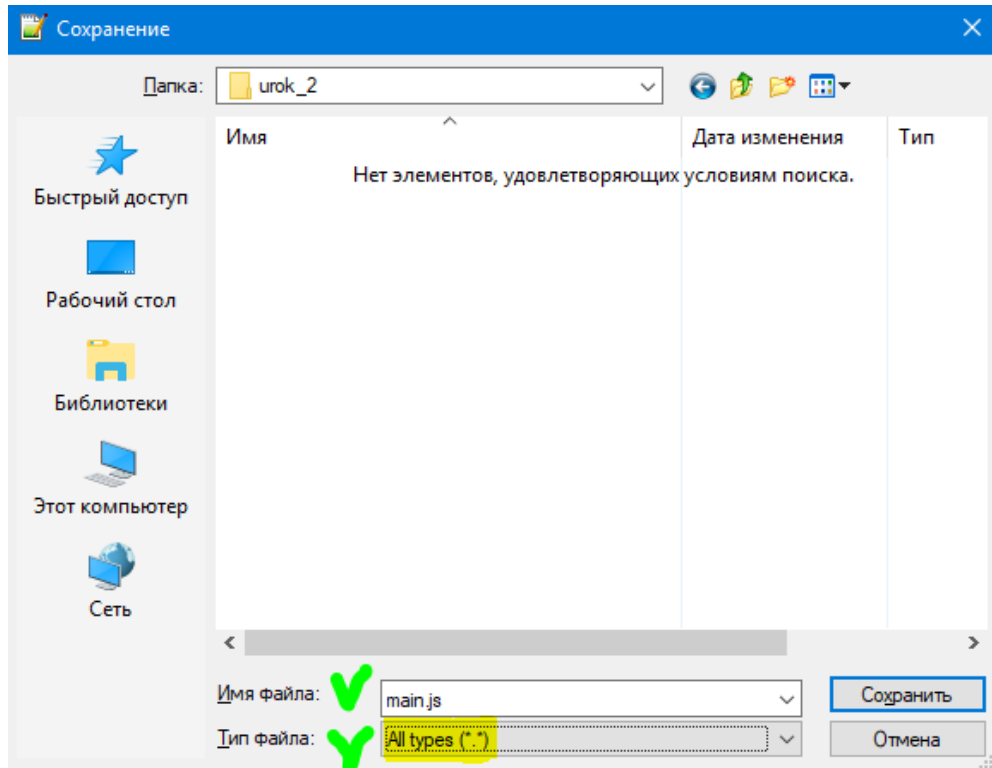 Сохранение
Папка: urok_2
Имя Дата изменения Тип
Нет элементов, удовлетворяющих условиям поиска.
Быстрый доступ
Рабочий стол
Библиотеки
Этот компьютер
Сеть
Имя файла: main.js Сохранить
Тип файла: All types (*.*) Отмена